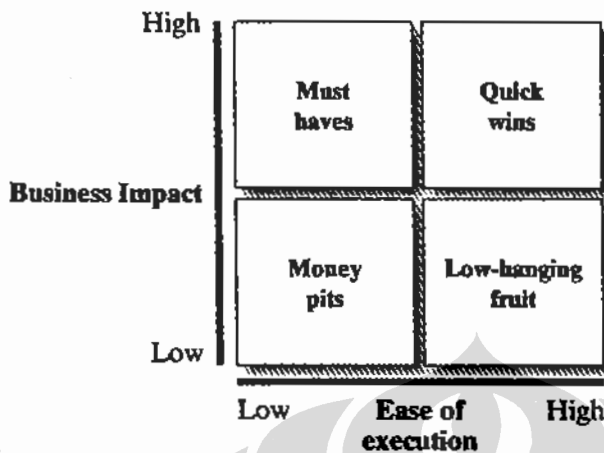 High
Must
haves
Quick
wins
Business Impact
Money
pits
Low-hanging
fruit
Low
Low
Ease of
execution
High